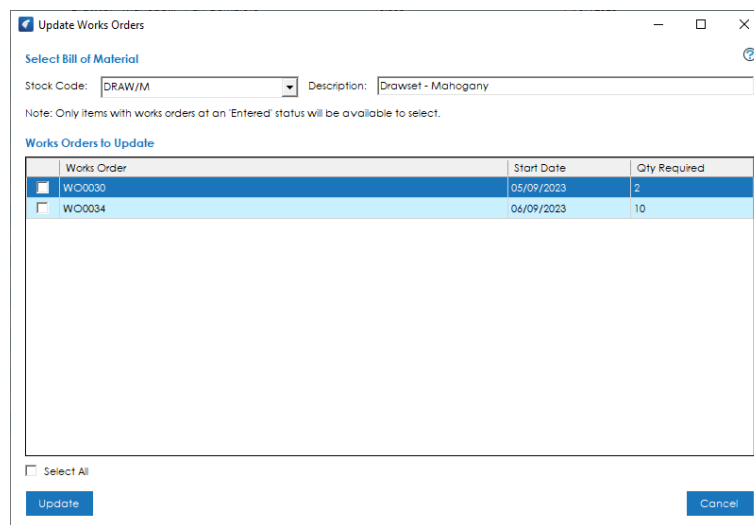 Update Works Orders
Select Bill of Material
Stock Code: DRAW/M Description: Drawset - Mahogany
Note: Only items with works orders at an 'Entered' status will be available to select.
Works Orders to Update
Works Order Start Date Qty Required
WO0030 05/09/2023 2
WO0034 06/09/2023 10
Select All
Update Cancel